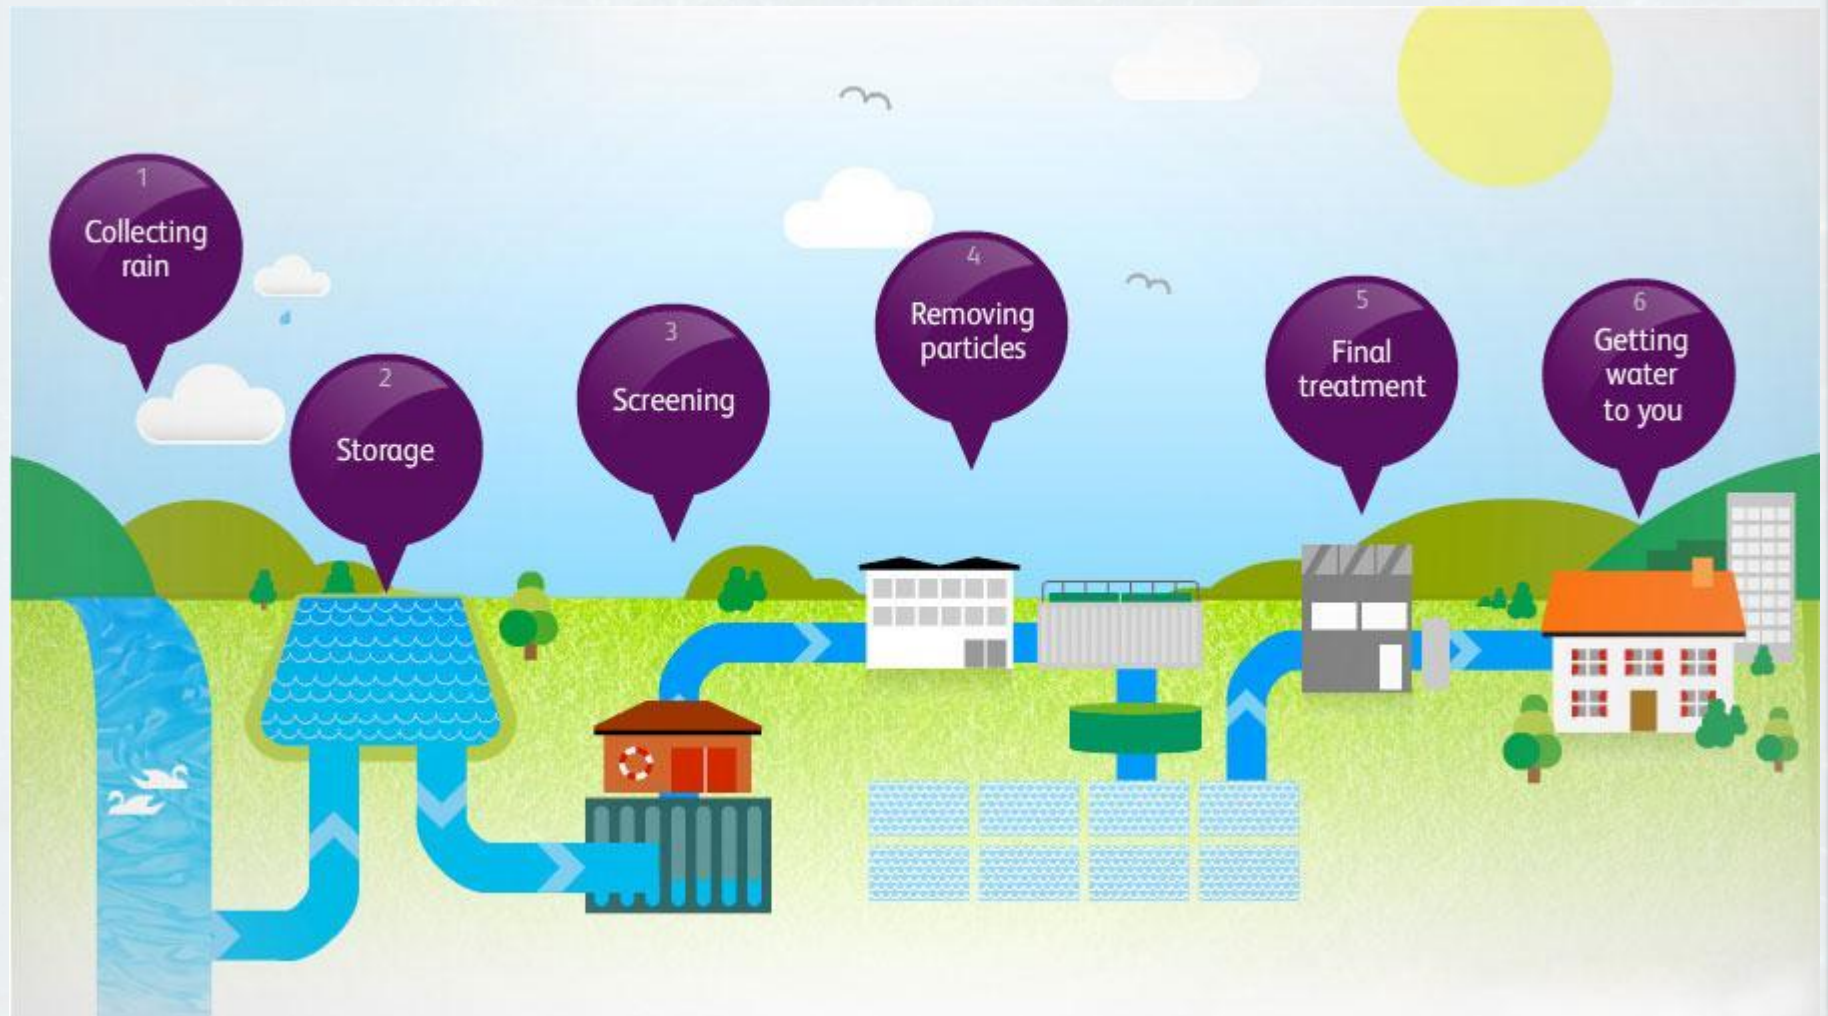 1
Collecting
rain
2
Storage
3
Screening
4
Removing
particles
5
Final
treatment
6
Getting
water
to you